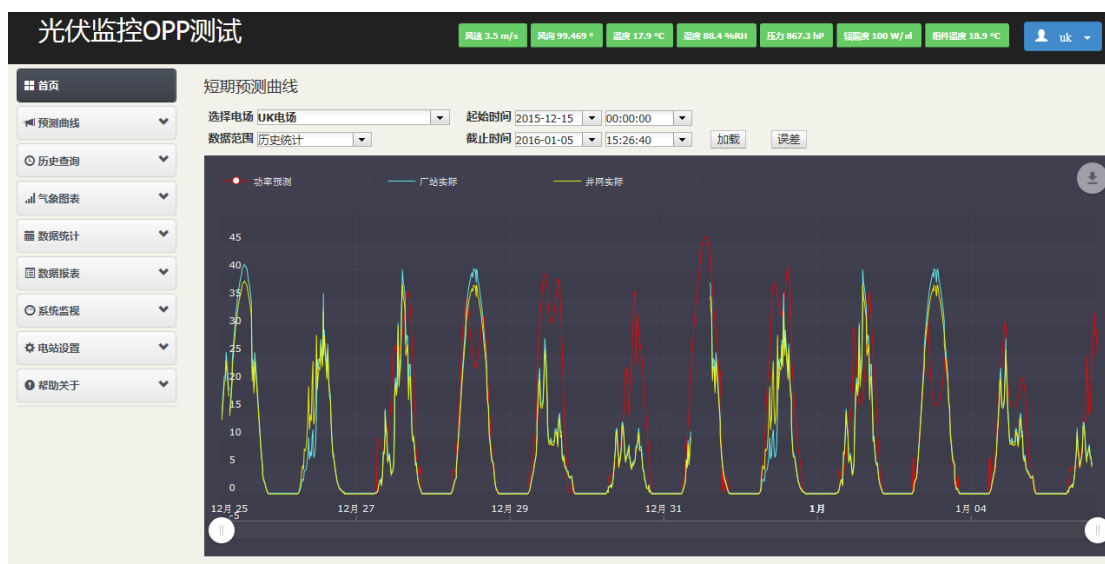 光伏监控OPP测试
风速 3.5 m/s 风向 99.469 ° 温度 17.9 ℃ 湿度 88.4 %RH 压力 867.3 hP 辐照度 100 W/㎡ 组件温度 18.9 ℃ uk
首页
预测曲线
历史查询
气象图表
数据统计
数据报表
系统监视
电站设置
帮助关于
短期预测曲线
选择电场 UK电场 起始时间 2015-12-15 00:00:00
数据范围 历史统计 截止时间 2016-01-05 15:26:40 加载 误差
功率预测 厂站实际 并网实际
45
40
35
30
25
20
15
10
5
0
-5
12月 25 12月 27 12月 29 12月 31 1月 1月 04